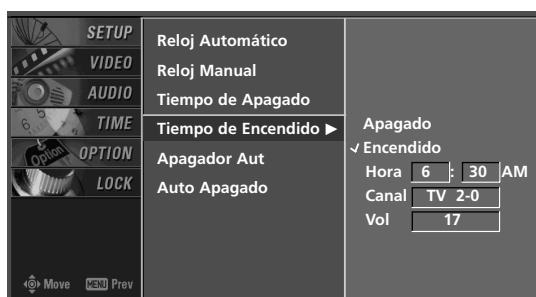 SETUP
VIDEO
AUDIO
TIME
OPTION
LOCK
Move MENU Prev
Reloj Automático
Reloj Manual
Tiempo de Apagado
Tiempo de Encendido ▶
Apagador Aut
Auto Apagado
Apagado
✓ Encendido
Hora 6 : 30 AM
Canal TV 2-0
Vol 17